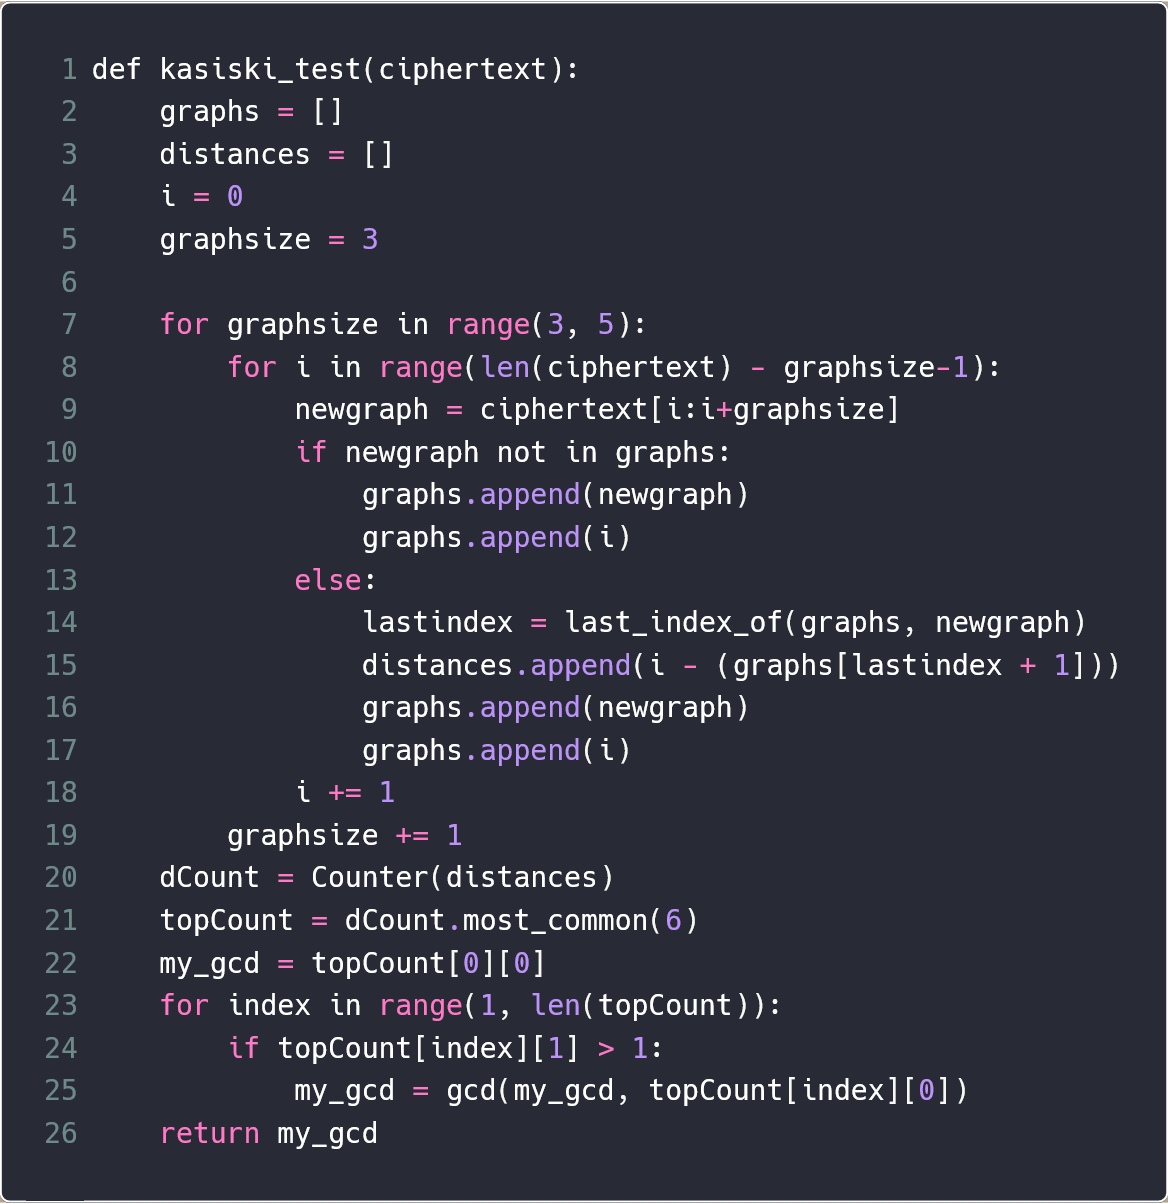 1 def kasiski_test(ciphertext):
2     graphs = []
3     distances = []
4     i = 0
5     graphsize = 3
6
7     for graphsize in range(3, 5):
8         for i in range(len(ciphertext) - graphsize-1):
9             newgraph = ciphertext[i:i+graphsize]
10             if newgraph not in graphs:
11                 graphs.append(newgraph)
12                 graphs.append(i)
13             else:
14                 lastindex = last_index_of(graphs, newgraph)
15                 distances.append(i - (graphs[lastindex + 1]))
16                 graphs.append(newgraph)
17                 graphs.append(i)
18             i += 1
19         graphsize += 1
20     dCount = Counter(distances)
21     topCount = dCount.most_common(6)
22     my_gcd = topCount[0][0]
23     for index in range(1, len(topCount)):
24         if topCount[index][1] > 1:
25             my_gcd = gcd(my_gcd, topCount[index][0])
26     return my_gcd